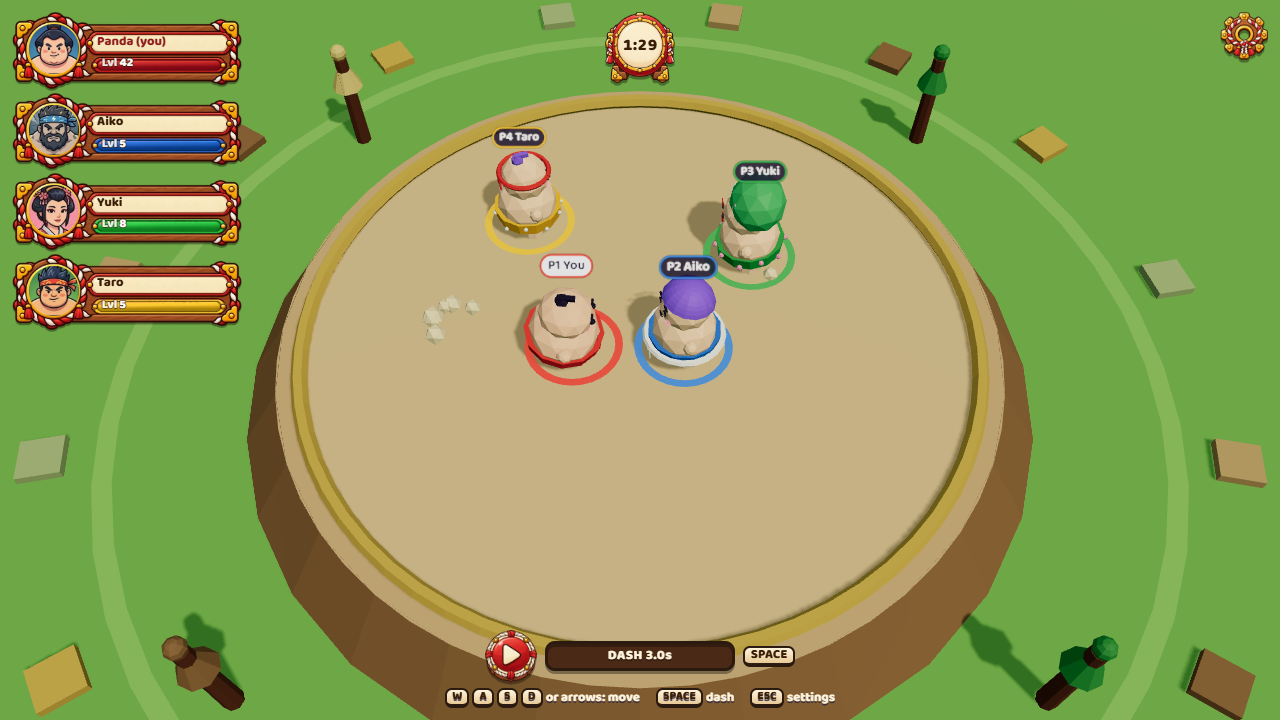 Panda (you)
Lvl 42
Aiko
Lvl 5
Yuki
Lvl 8
Taro
Lvl 5
1:29
P4 Taro
P3 Yuki
P1 You
P2 Aiko
DASH 3.0s
SPACE
W A S D or arrows: move SPACE dash ESC settings